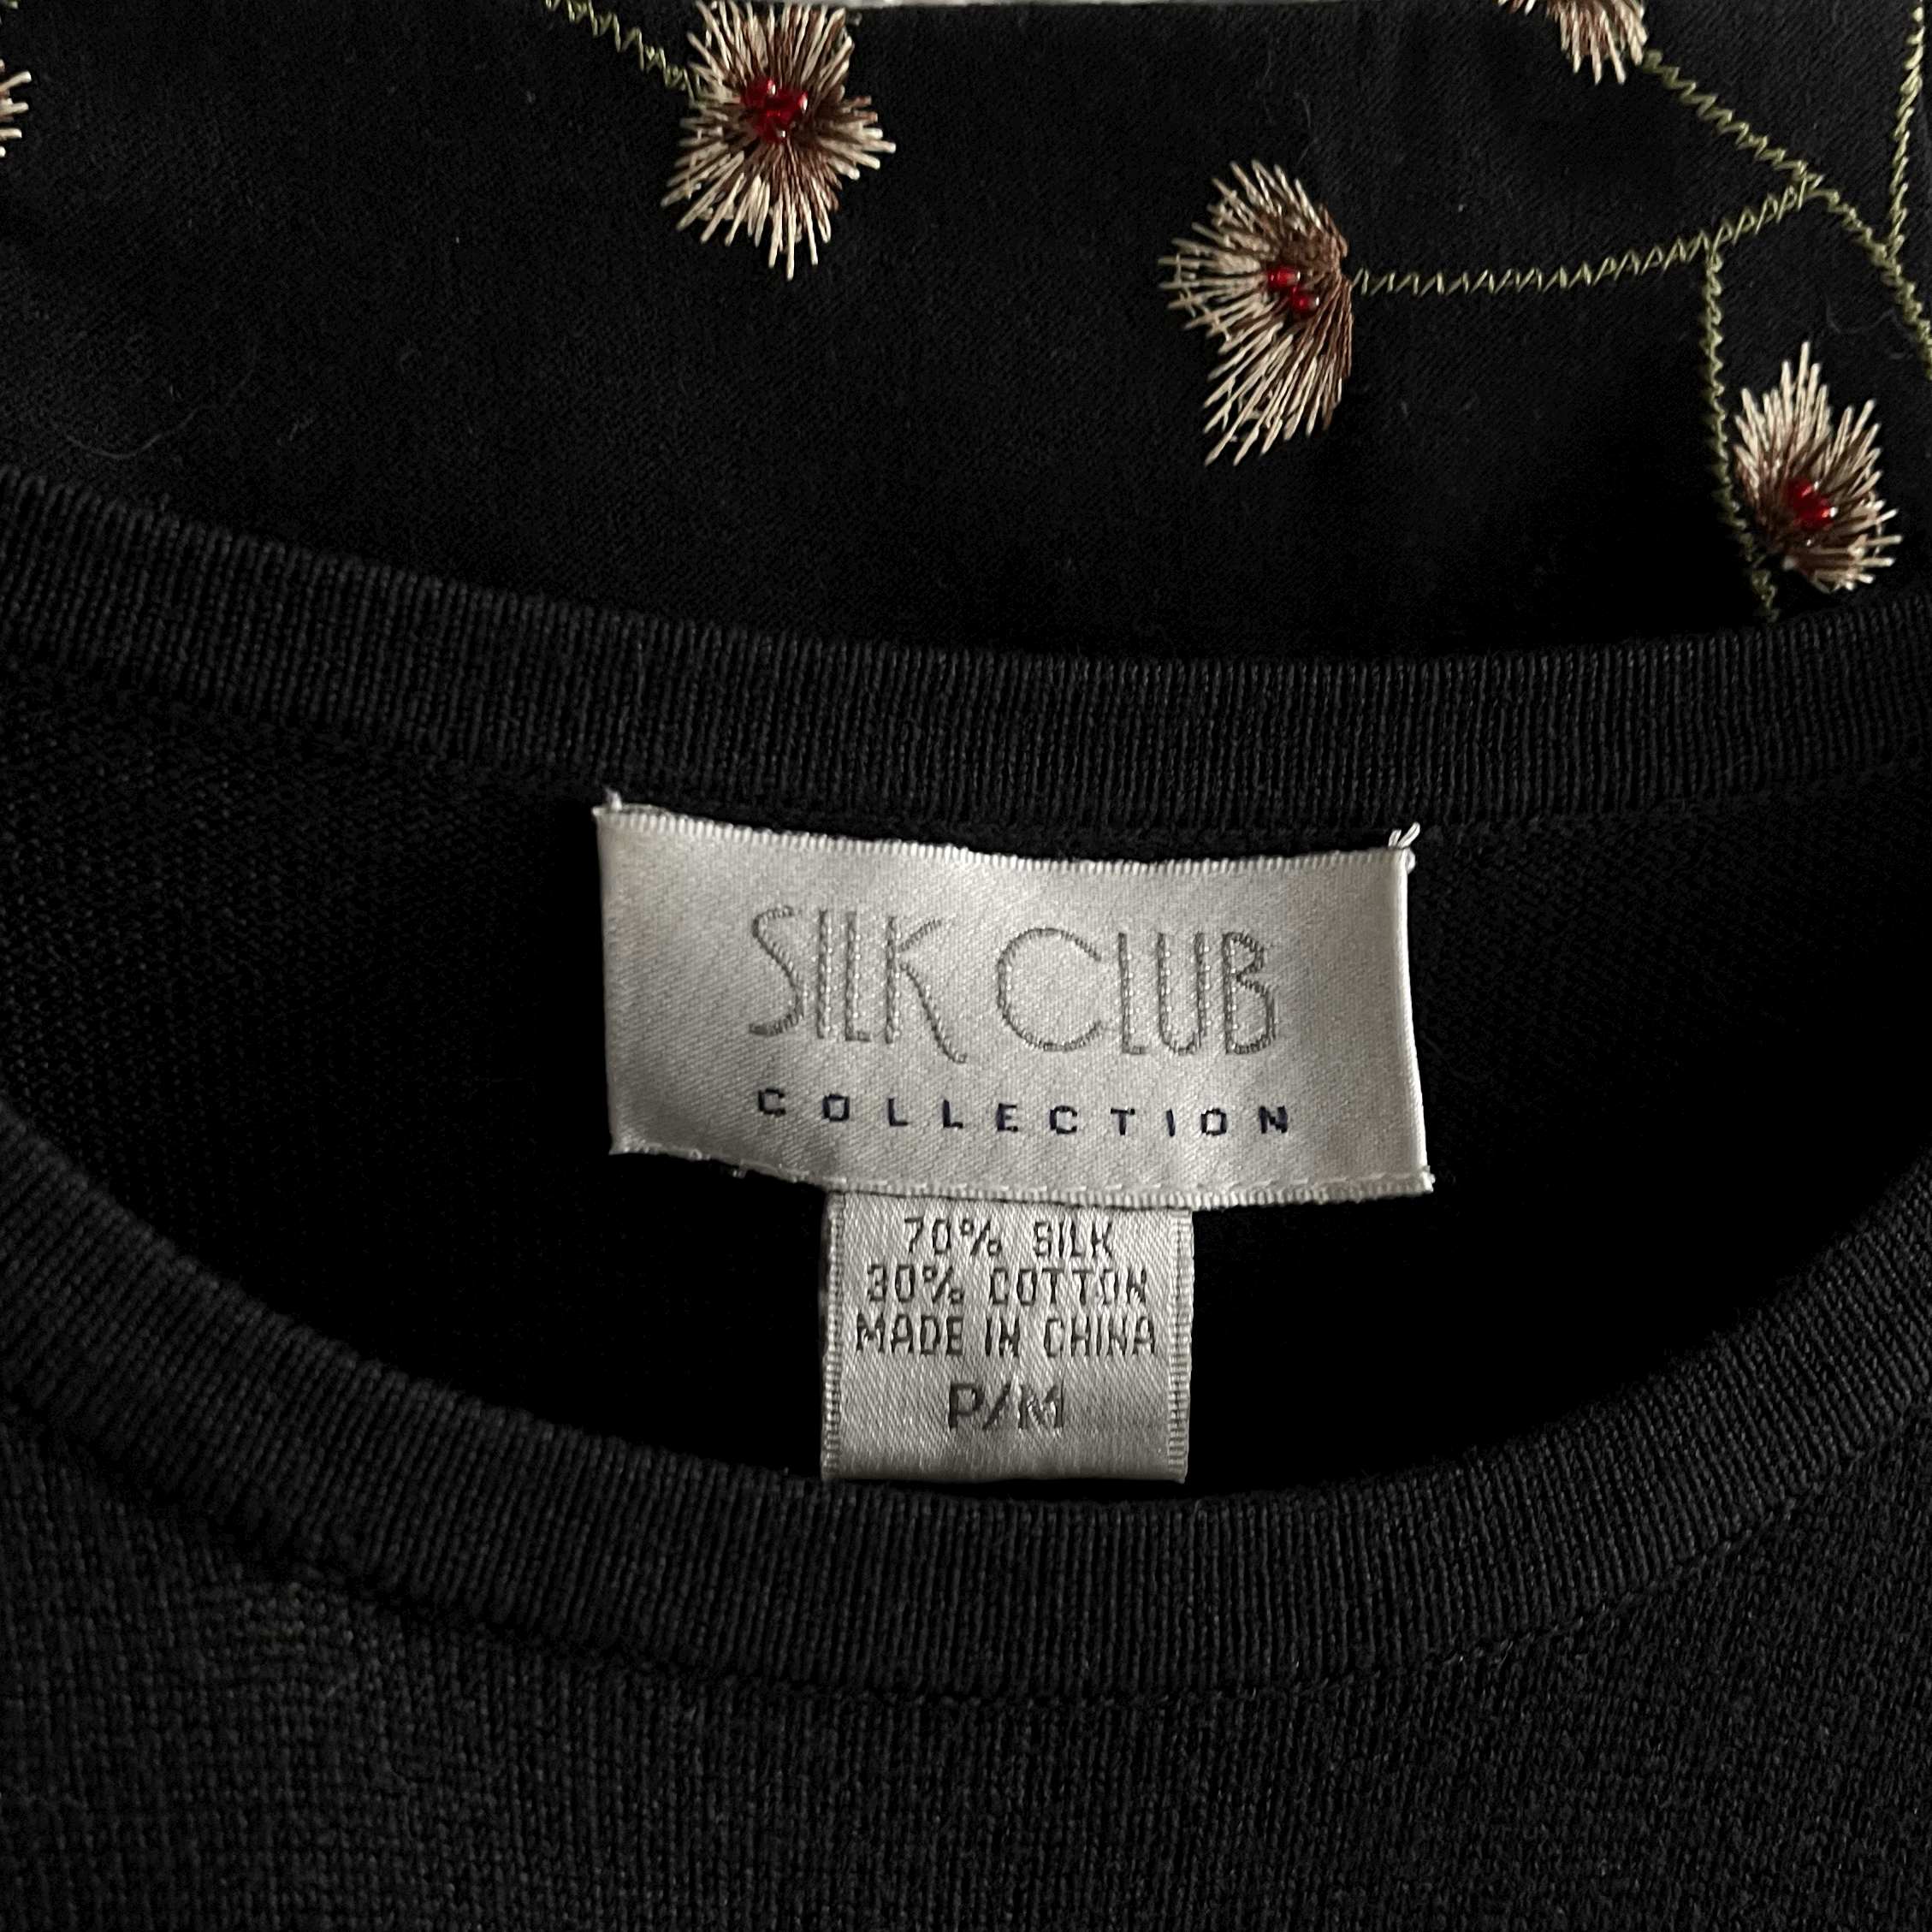 SILK CLUB
COLLECTION
70% SILK
30% COTTON
MADE IN CHINA
P/M